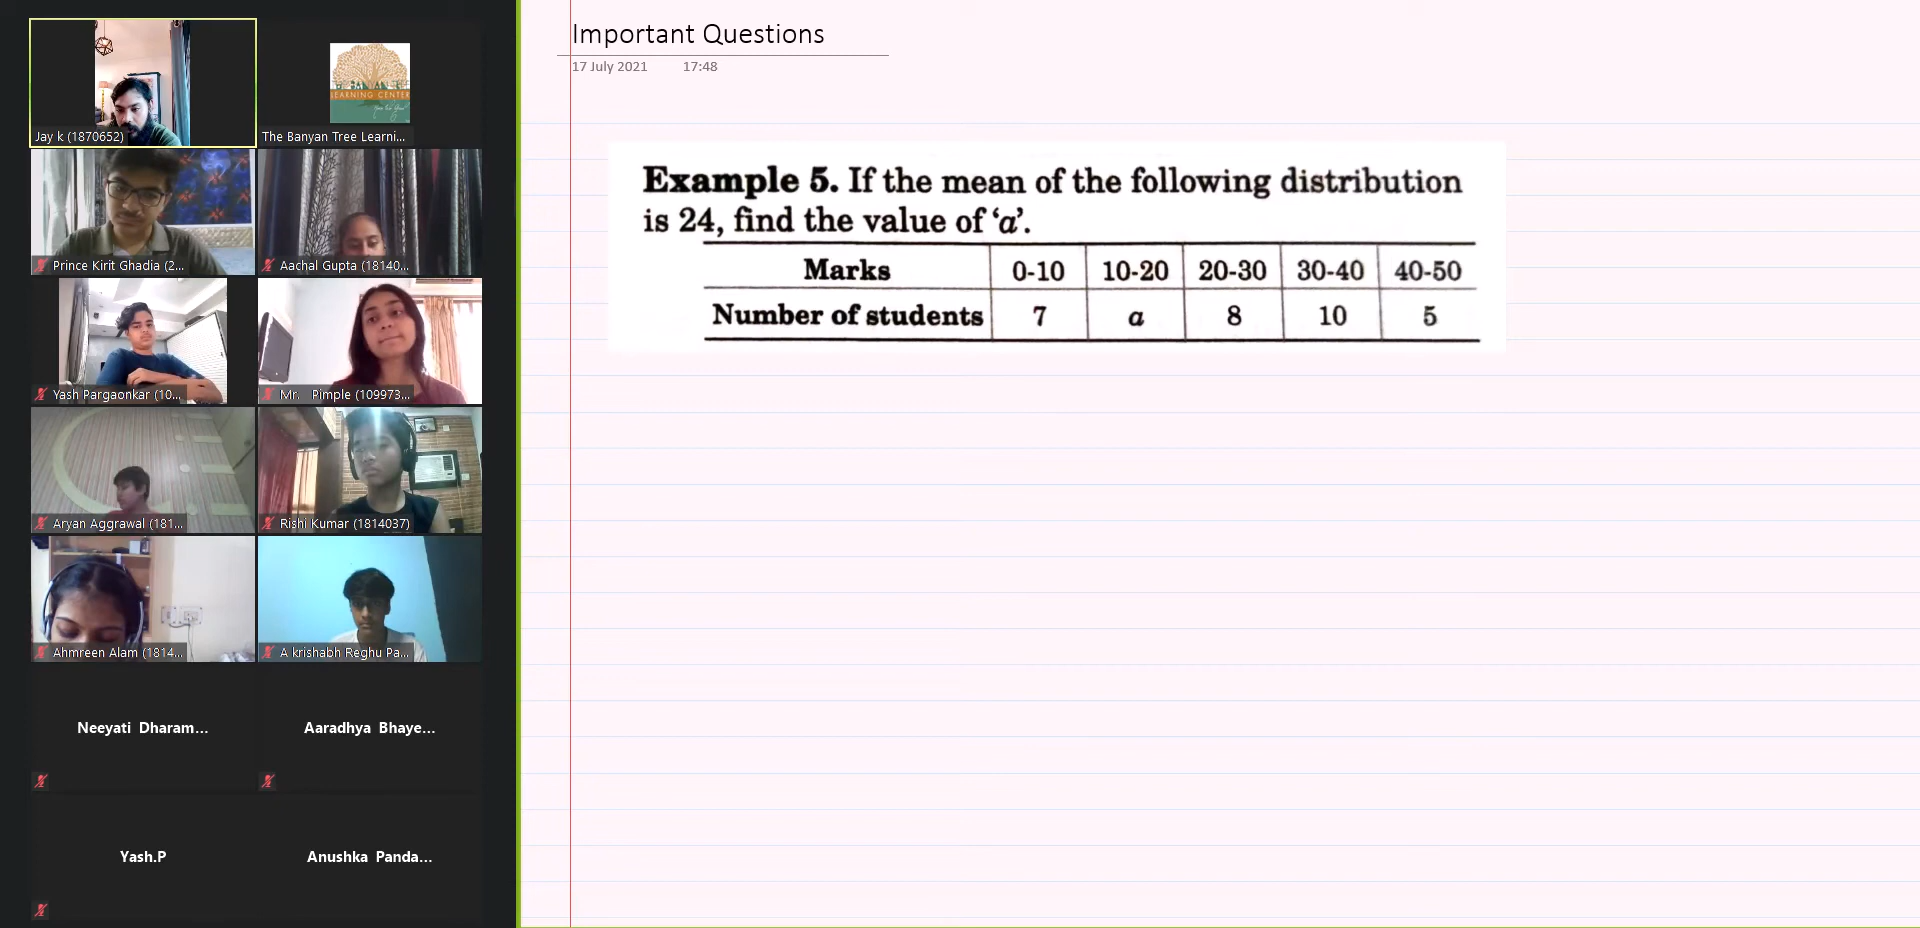 Jay k (1870652)
LEARNING CENTER
The Banyan Tree Learni...
Prince Kirit Ghadia (2...
Aachal Gupta (18140...
Yash Pargaonkar (10...
Mr. Pimple (109973...
Aryan Aggrawal (181...
Rishi Kumar (1814037)
Ahmreen Alam (1814...
A krishabh Reghu Pa...
Neeyati Dharam...
Aaradhya Bhaye...
Yash.P
Anushka Panda...
Important Questions
17 July 2021 17:48
Example 5. If the mean of the following distribution
is 24, find the value of ‘a’.
Marks 0-10 10-20 20-30 30-40 40-50
Number of students 7 a 8 10 5